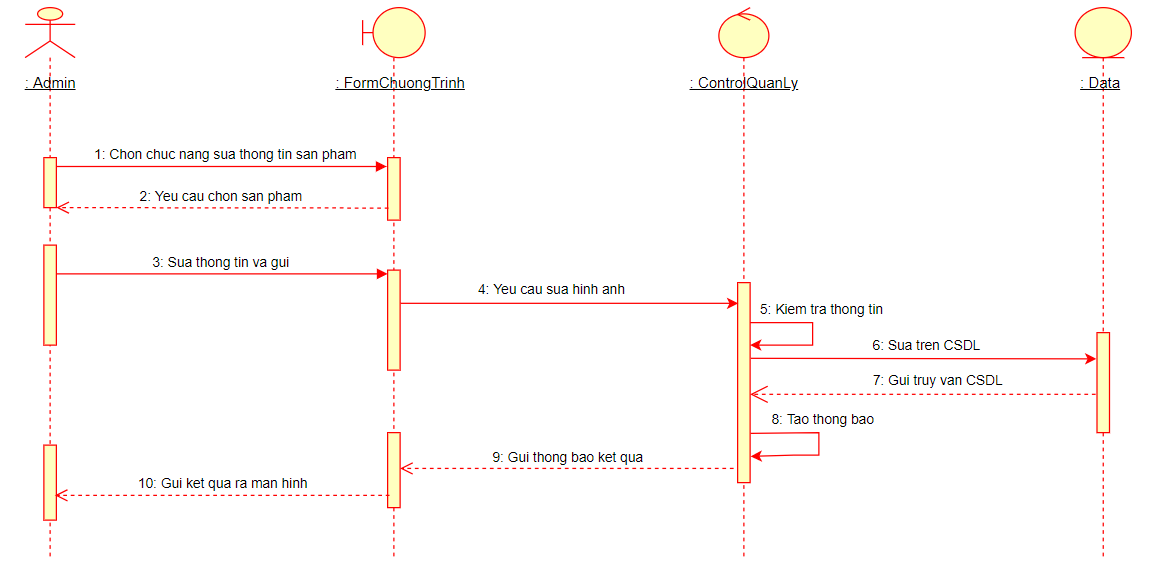 : Admin
: FormChuongTrinh
: ControlQuanLy
: Data
1: Chon chuc nang sua thong tin san pham
2: Yeu cau chon san pham
3: Sua thong tin va gui
4: Yeu cau sua hinh anh
5: Kiem tra thong tin
6: Sua tren CSDL
7: Gui truy van CSDL
8: Tao thong bao
9: Gui thong bao ket qua
10: Gui ket qua ra man hinh